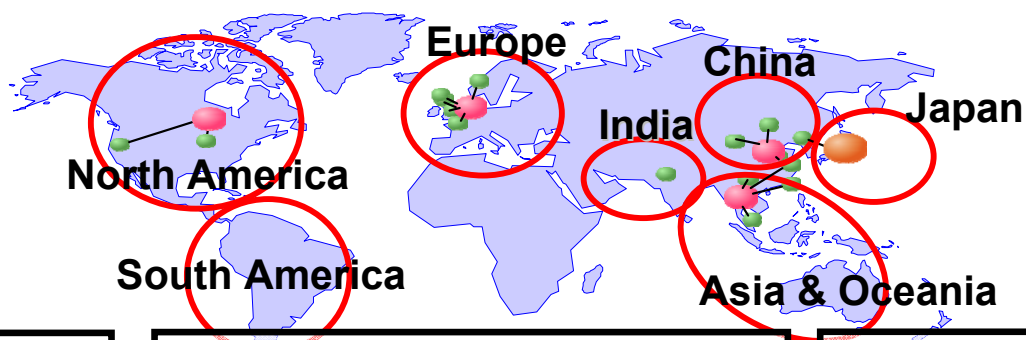 Europe
China
Japan
India
North America
South America
Asia & Oceania